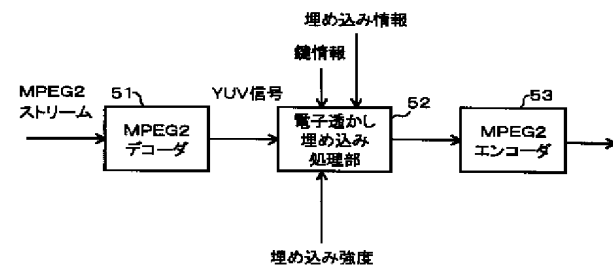 埋め込み情報
鍵情報
MPEG2
ストリーム
51
YUV信号
52
53
MPEG2
デコーダ
電子透かし
埋め込み
処理部
MPEG2
エンコーダ
埋め込み強度